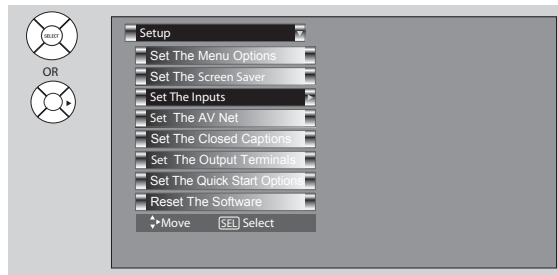 SELECT
OR
Setup
Set The Menu Options
Set The Screen Saver
Set The Inputs
Set The AV Net
Set The Closed Captions
Set The Output Terminals
Set The Quick Start Options
Reset The Software
Move SEL Select